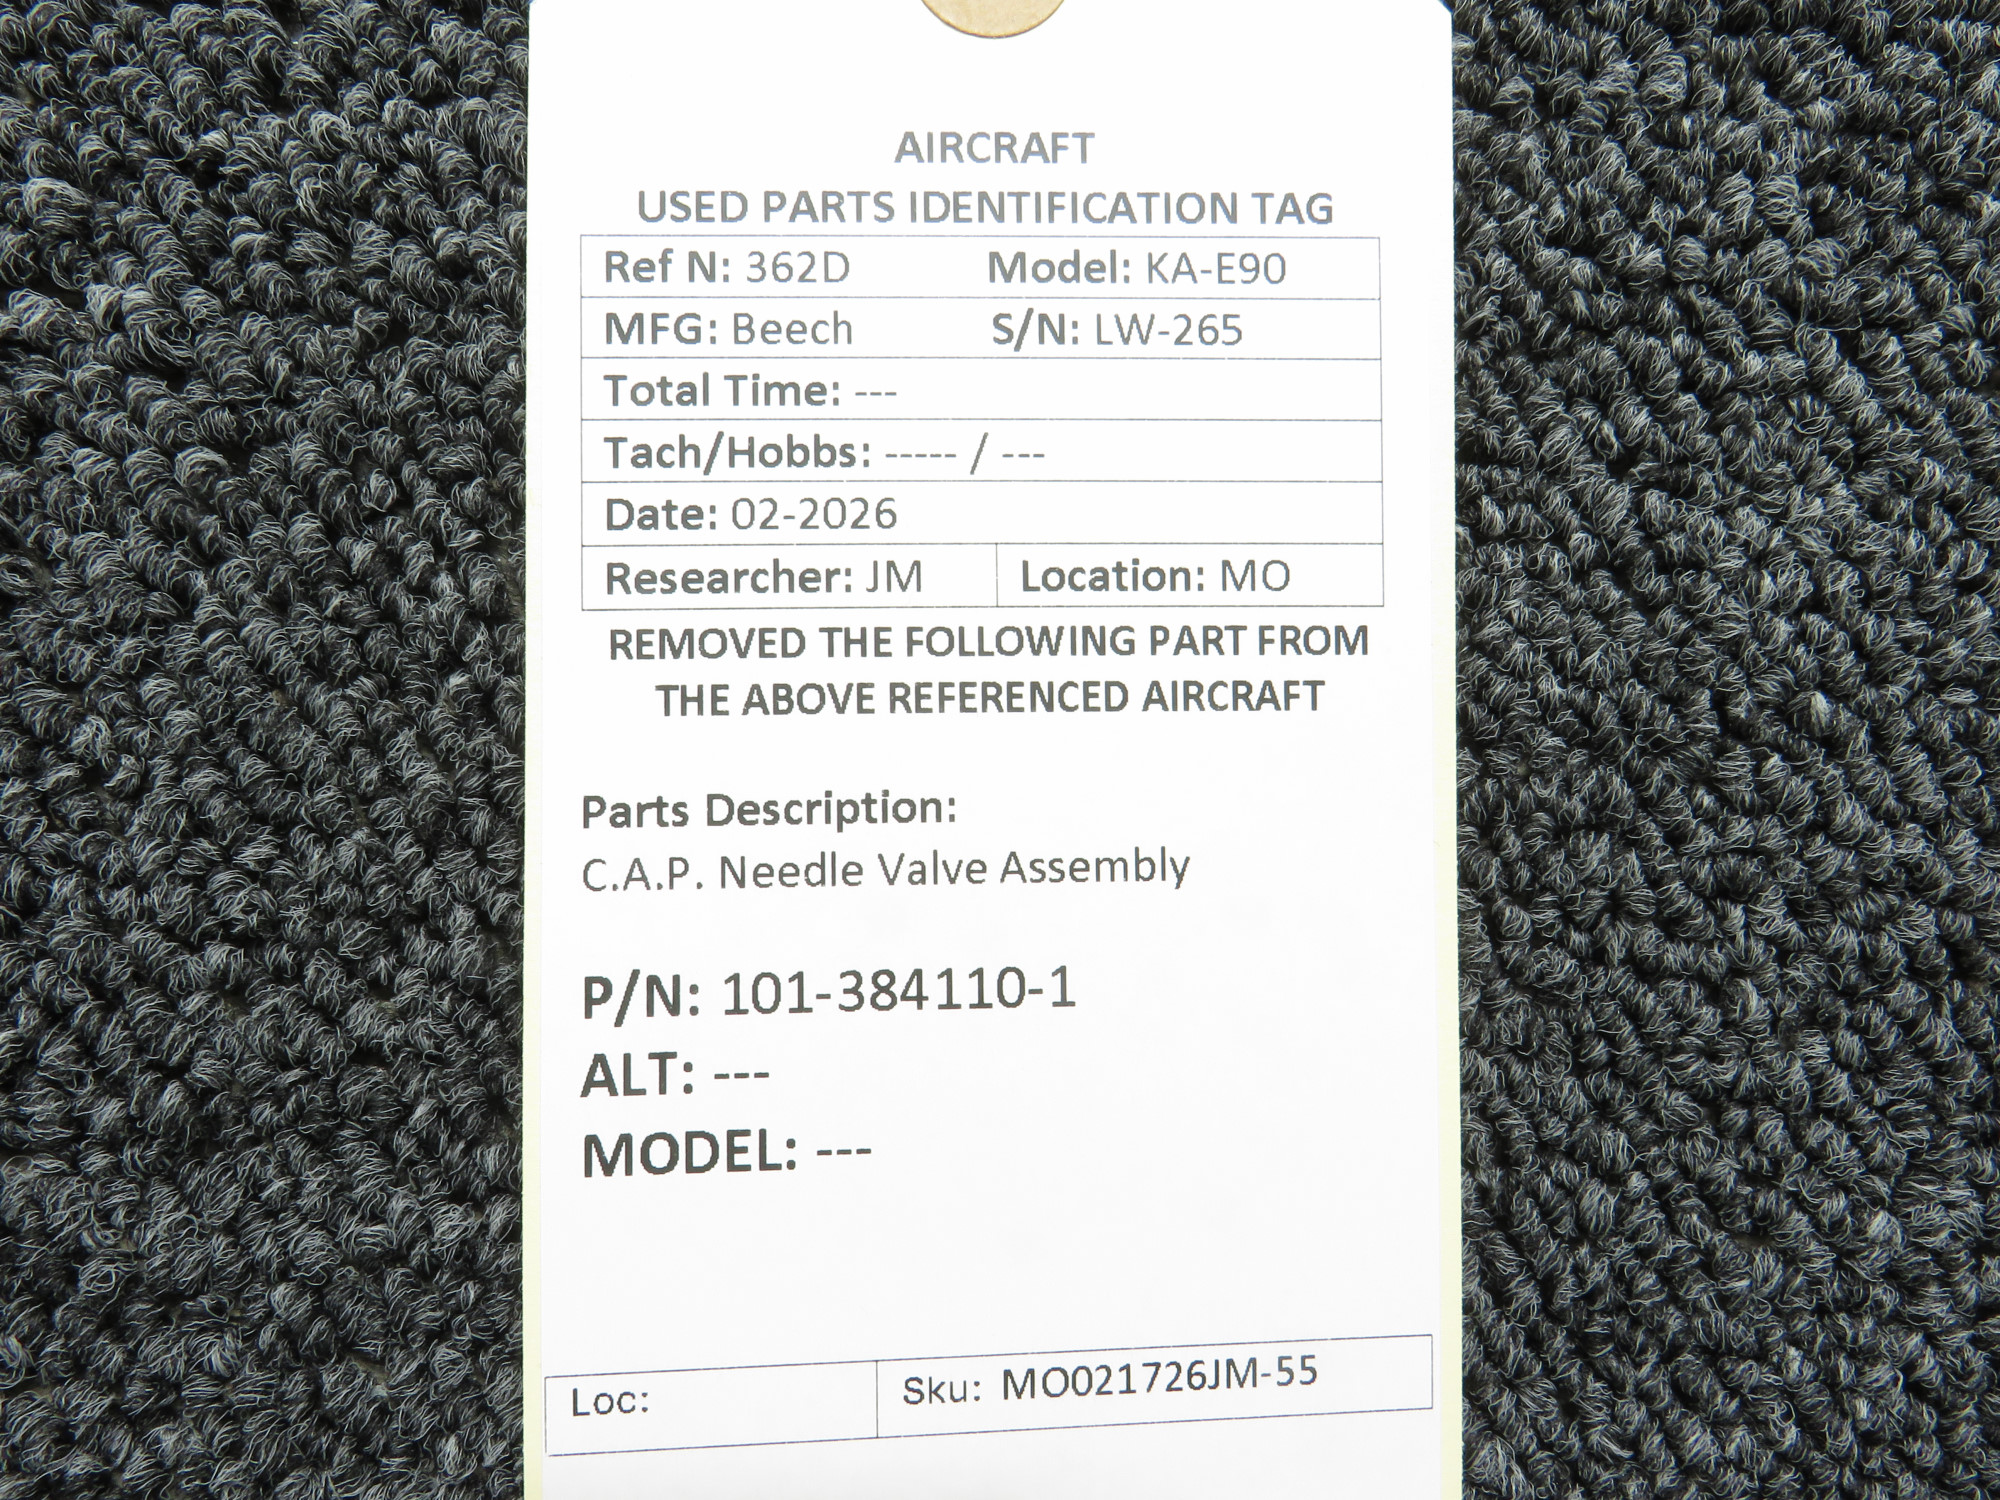 AIRCRAFT
USED PARTS IDENTIFICATION TAG
Ref N: 362D Model: KA-E90
MFG: Beech S/N: LW-265
Total Time: ---
Tach/Hobbs: ----- / ---
Date: 02-2026
Researcher: JM Location: MO
REMOVED THE FOLLOWING PART FROM
THE ABOVE REFERENCED AIRCRAFT
Parts Description:
C.A.P. Needle Valve Assembly
P/N: 101-384110-1
ALT: ---
MODEL: ---
Loc: Sku: MO021726JM-55